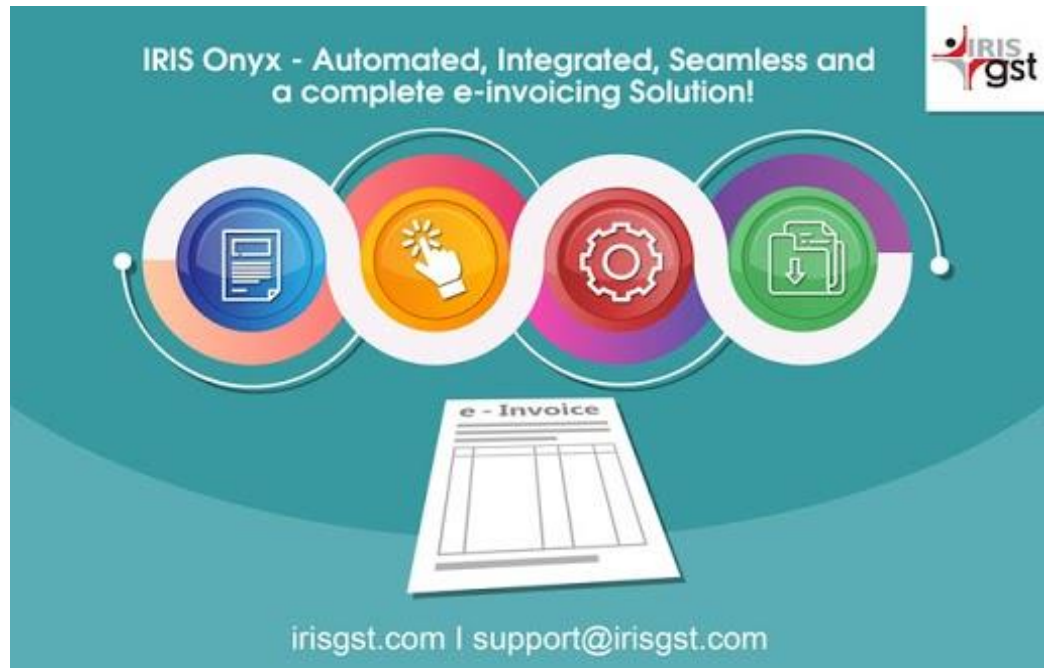 IRIS Onyx - Automated, Integrated, Seamless and
a complete e-invoicing Solution!
IRIS
gst
e - Invoice
irisgst.com I support@irisgst.com